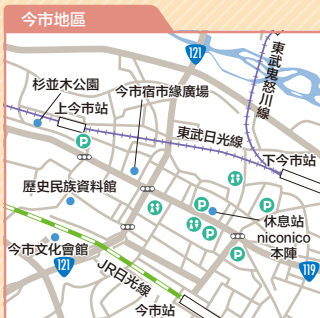 今市地區
121
東武鬼怒川線
杉並木公園
今市宿市緣廣場
上今市站
P
東武日光線
下今市站
歷史民族資料館
P
P
P
P
休息站
niconico
本陣
今市文化會館
121
JR日光線
119
今市站